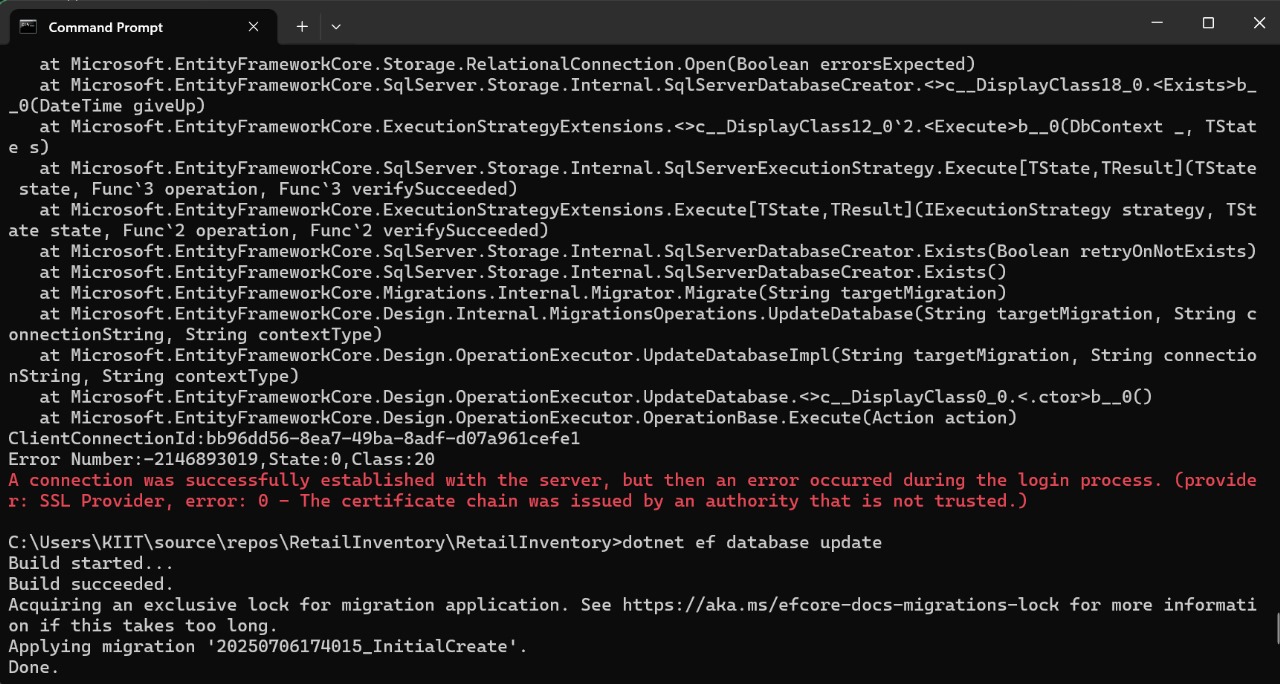 Command Prompt
   at Microsoft.EntityFrameworkCore.Storage.RelationalConnection.Open(Boolean errorsExpected)
   at Microsoft.EntityFrameworkCore.SqlServer.Storage.Internal.SqlServerDatabaseCreator.<>c__DisplayClass18_0.<Exists>b_
_0(DateTime giveUp)
   at Microsoft.EntityFrameworkCore.ExecutionStrategyExtensions.<>c__DisplayClass12_0`2.<Execute>b__0(DbContext _, TStat
e s)
   at Microsoft.EntityFrameworkCore.SqlServer.Storage.Internal.SqlServerExecutionStrategy.Execute[TState,TResult](TState
 state, Func`3 operation, Func`3 verifySucceeded)
   at Microsoft.EntityFrameworkCore.ExecutionStrategyExtensions.Execute[TState,TResult](IExecutionStrategy strategy, TSt
ate state, Func`2 operation, Func`2 verifySucceeded)
   at Microsoft.EntityFrameworkCore.SqlServer.Storage.Internal.SqlServerDatabaseCreator.Exists(Boolean retryOnNotExists)
   at Microsoft.EntityFrameworkCore.SqlServer.Storage.Internal.SqlServerDatabaseCreator.Exists()
   at Microsoft.EntityFrameworkCore.Migrations.Internal.Migrator.Migrate(String targetMigration)
   at Microsoft.EntityFrameworkCore.Design.Internal.MigrationsOperations.UpdateDatabase(String targetMigration, String c
onnectionString, String contextType)
   at Microsoft.EntityFrameworkCore.Design.OperationExecutor.UpdateDatabaseImpl(String targetMigration, String connectio
nString, String contextType)
   at Microsoft.EntityFrameworkCore.Design.OperationExecutor.UpdateDatabase.<>c__DisplayClass0_0.<.ctor>b__0()
   at Microsoft.EntityFrameworkCore.Design.OperationExecutor.OperationBase.Execute(Action action)
ClientConnectionId:bb96dd56-8ea7-49ba-8adf-d07a961cefe1
Error Number:-2146893019,State:0,Class:20
A connection was successfully established with the server, but then an error occurred during the login process. (provide
r: SSL Provider, error: 0 - The certificate chain was issued by an authority that is not trusted.)
C:\Users\KIIT\source\repos\RetailInventory\RetailInventory>dotnet ef database update
Build started...
Build succeeded.
Acquiring an exclusive lock for migration application. See https://aka.ms/efcore-docs-migrations-lock for more informati
on if this takes too long.
Applying migration '20250706174015_InitialCreate'.
Done.